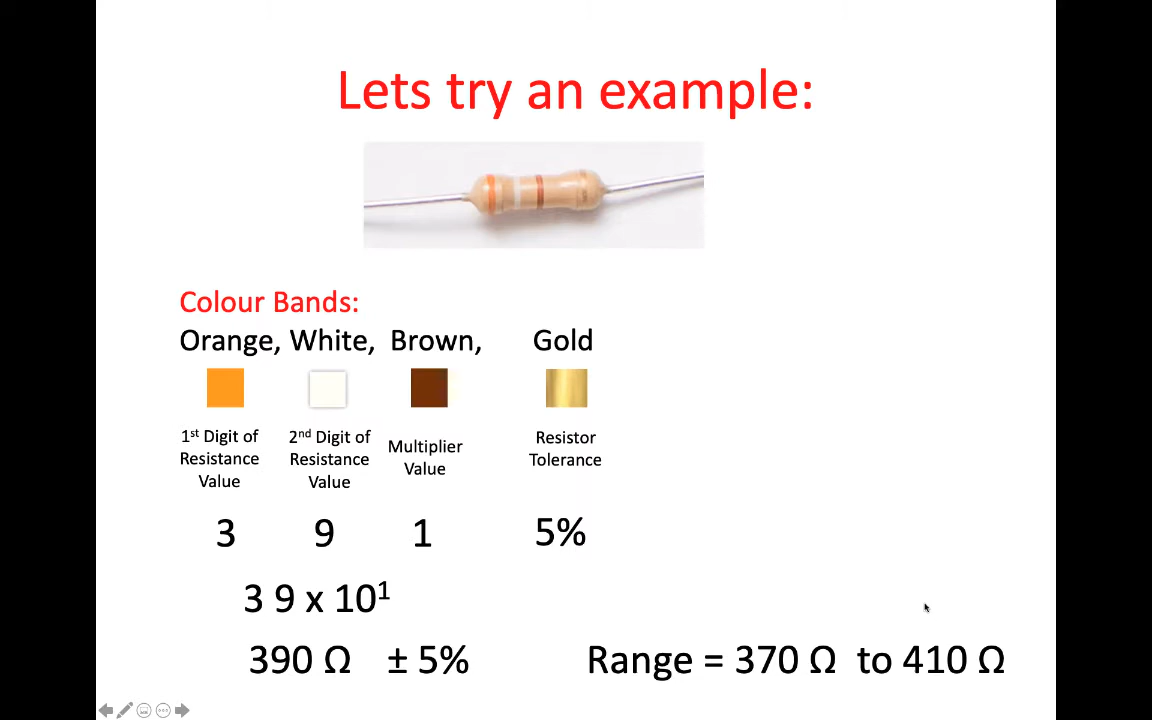 Lets try an example:
Colour Bands:
Orange, White, Brown, Gold
1st Digit of Resistance Value
2nd Digit of Resistance Value
Multiplier Value
Resistor Tolerance
3 9 1 5%
3 9 x 10¹
390 Ω ± 5% Range = 370 Ω to 410 Ω